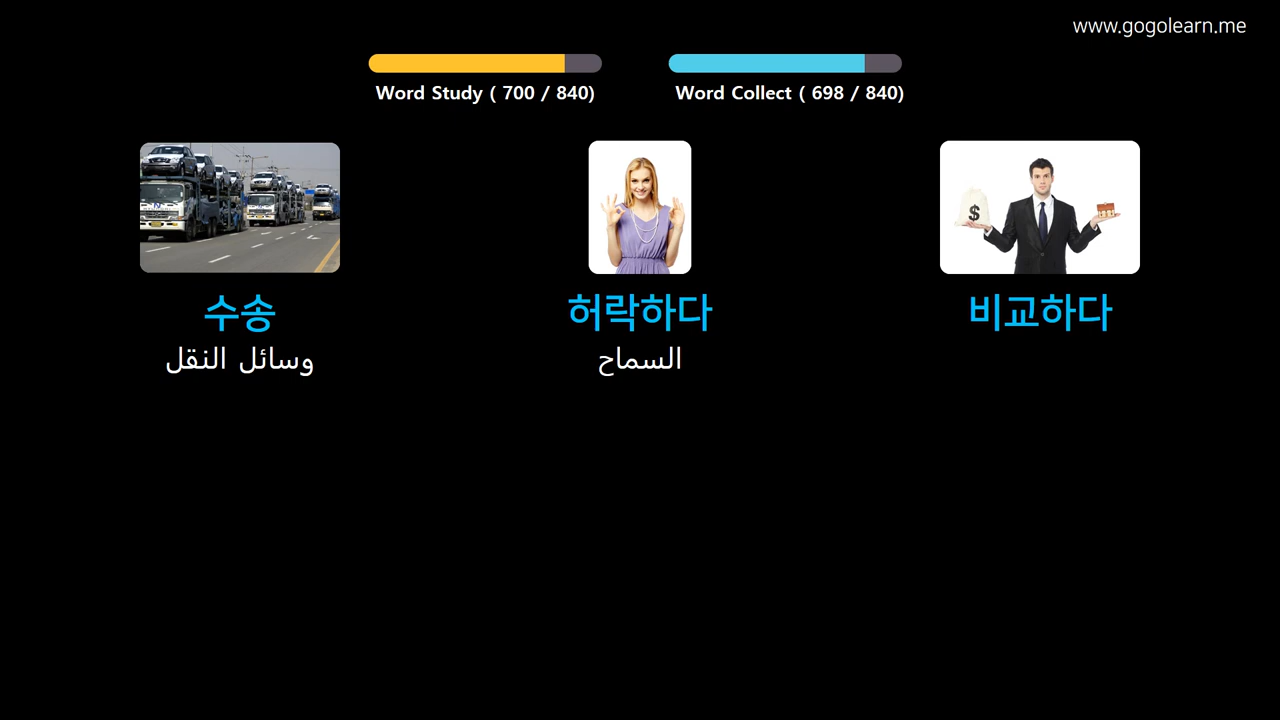 www.gogolearn.me
Word Study ( 700 / 840)
Word Collect ( 698 / 840)
수송
허락하다
비교하다
وسائل النقل
السماح